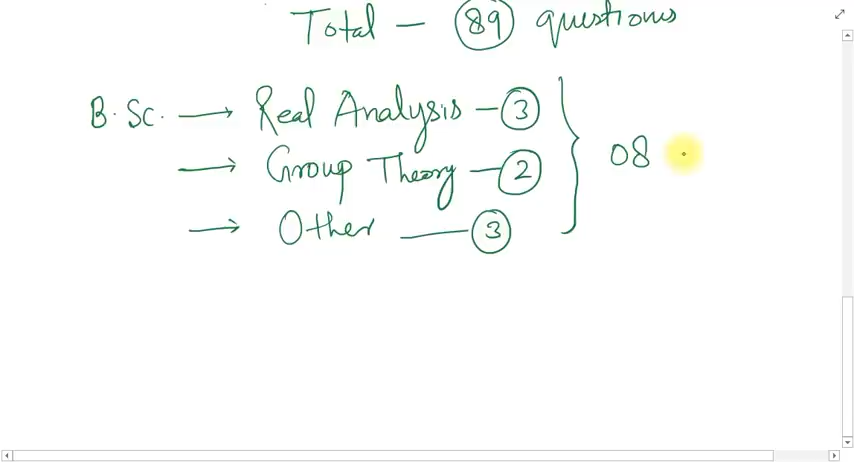 Total - 89 questions
B.Sc. → Real Analysis - 3
→ Group Theory - 2
→ Other - 3
08